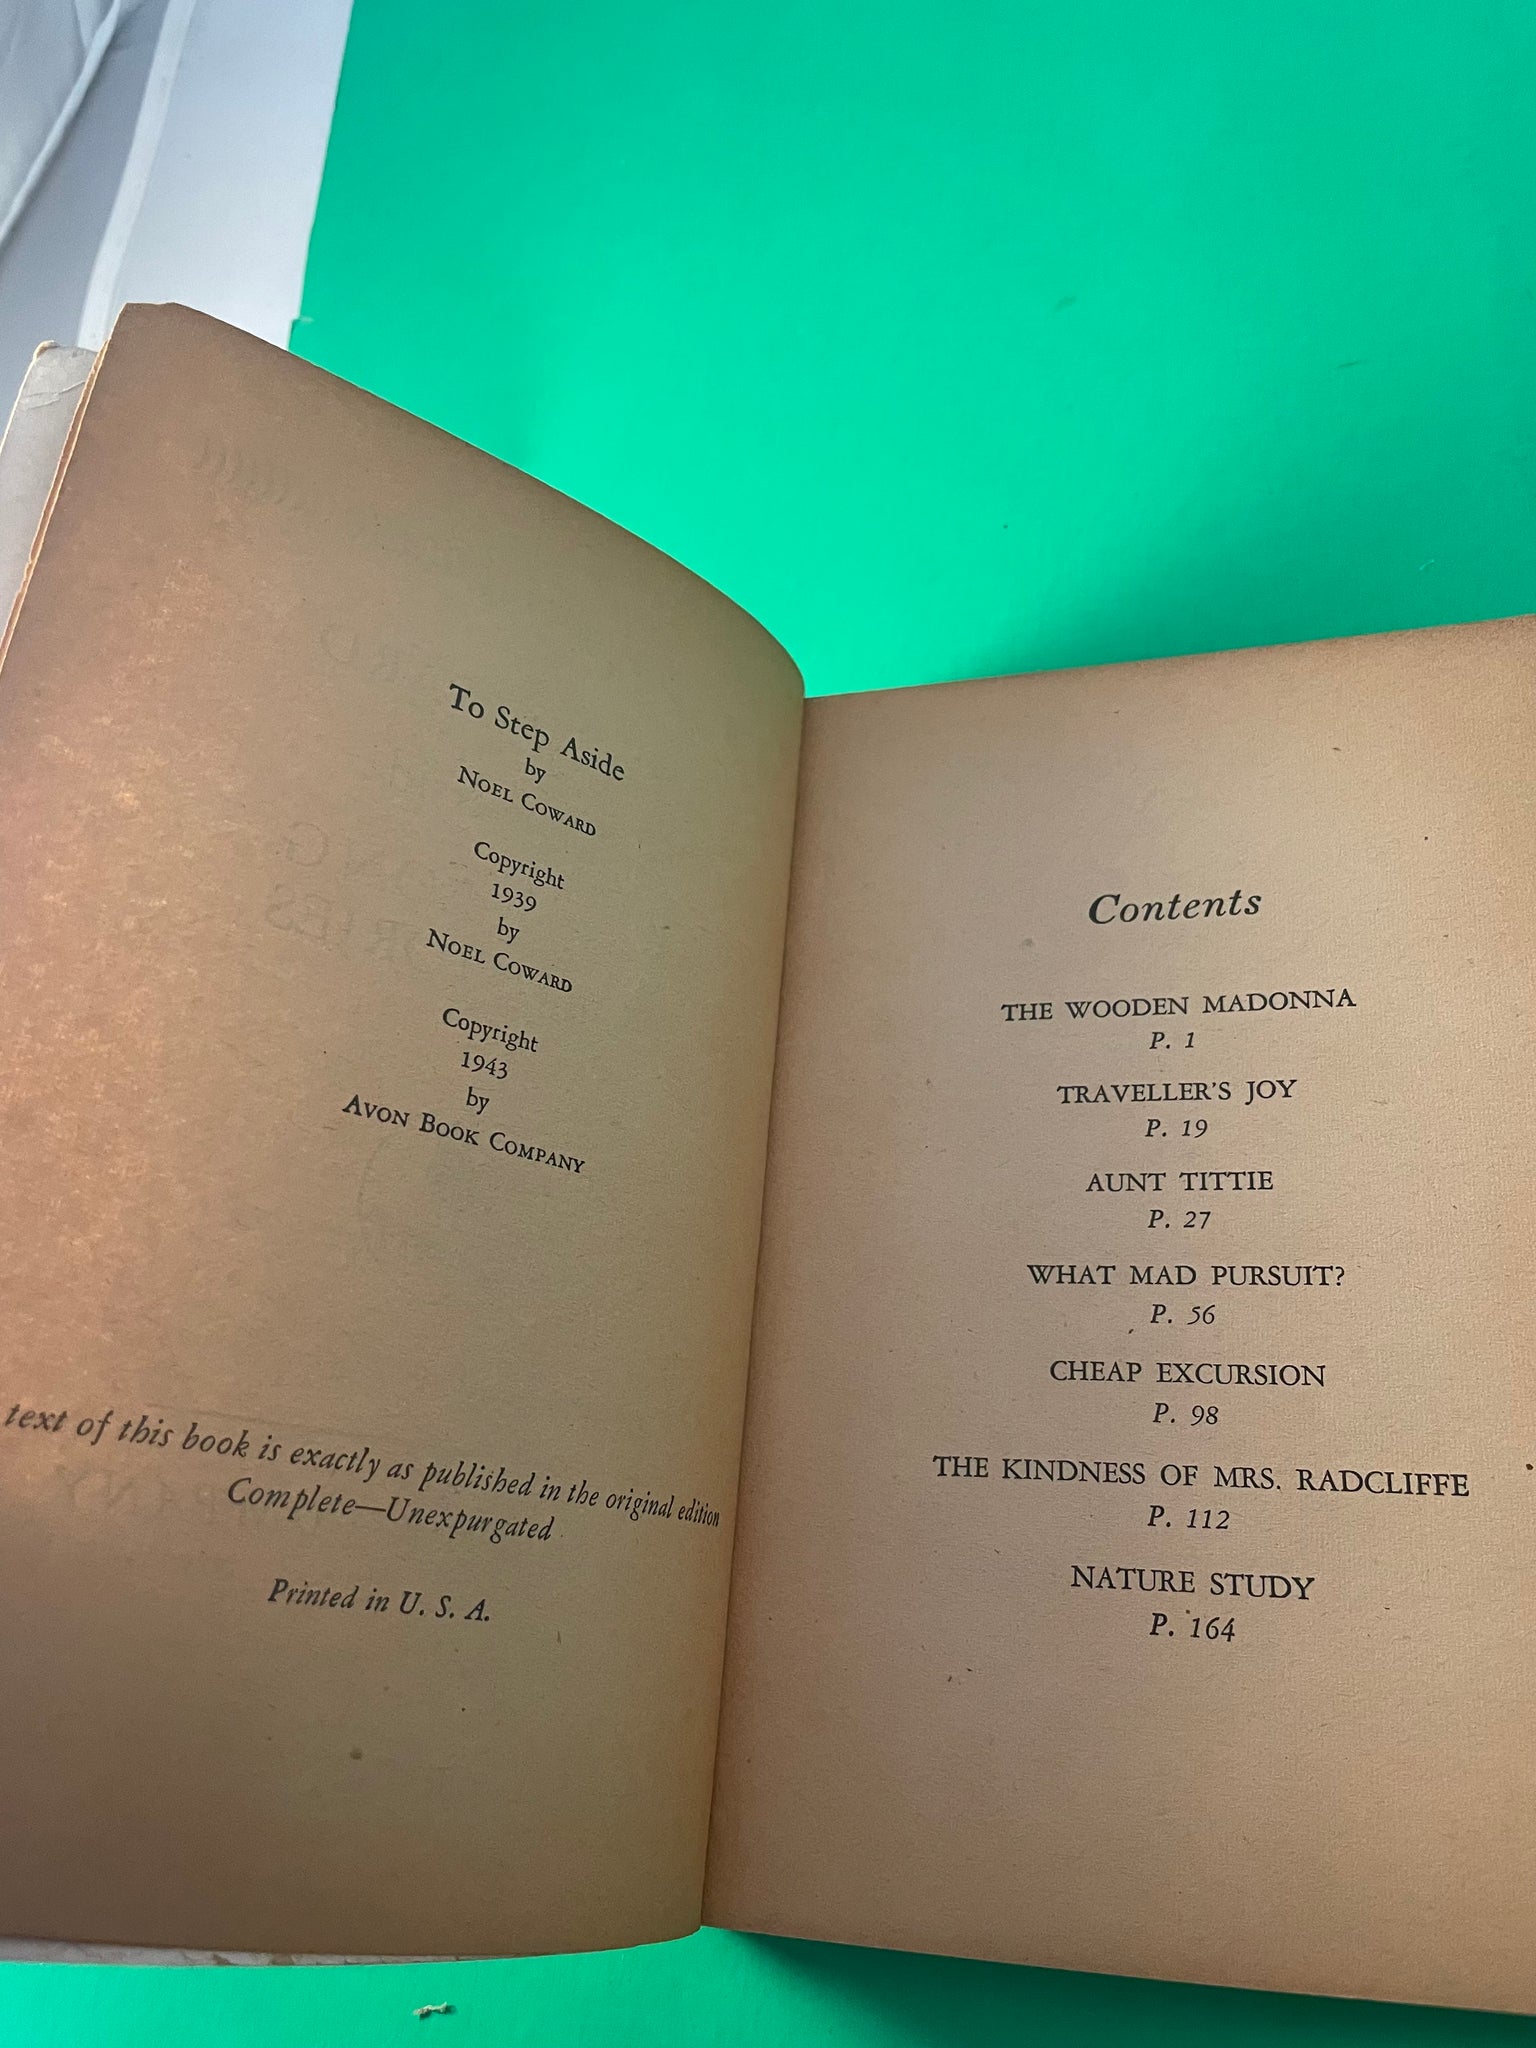 To Step Aside
by
NOEL COWARD
Copyright
1939
by
NOEL COWARD
Copyright
1943
by
AVON BOOK COMPANY
text of this book is exactly as published in the original edition
Complete—Unexpurgated
Printed in U. S. A.
Contents
THE WOODEN MADONNA
P. 1
TRAVELLER'S JOY
P. 19
AUNT TITTIE
P. 27
WHAT MAD PURSUIT?
P. 56
CHEAP EXCURSION
P. 98
THE KINDNESS OF MRS. RADCLIFFE
P. 112
NATURE STUDY
P. 164